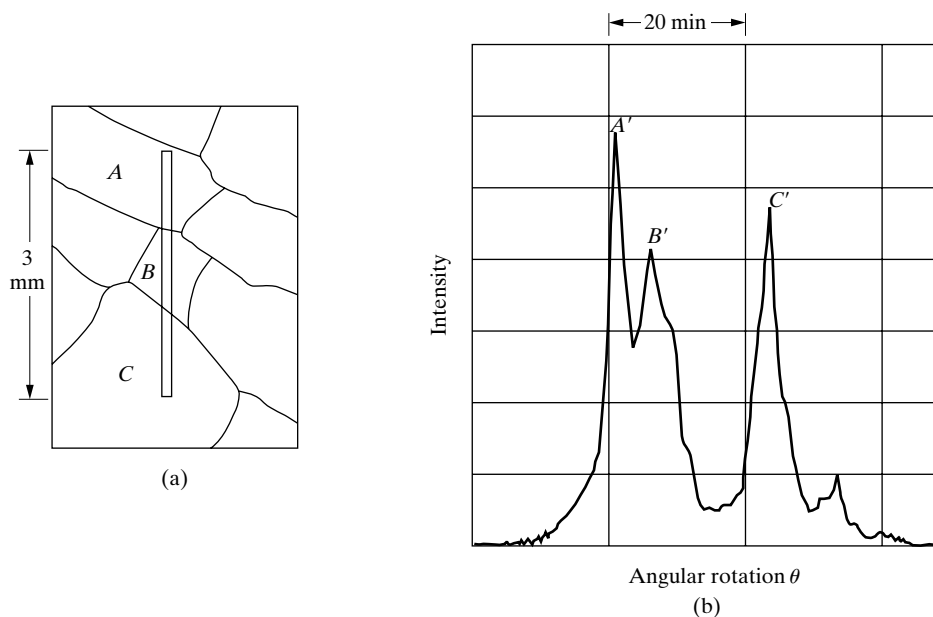 A
B
C
3
mm
(a)
20 min
A′
B′
C′
Intensity
Angular rotation θ
(b)